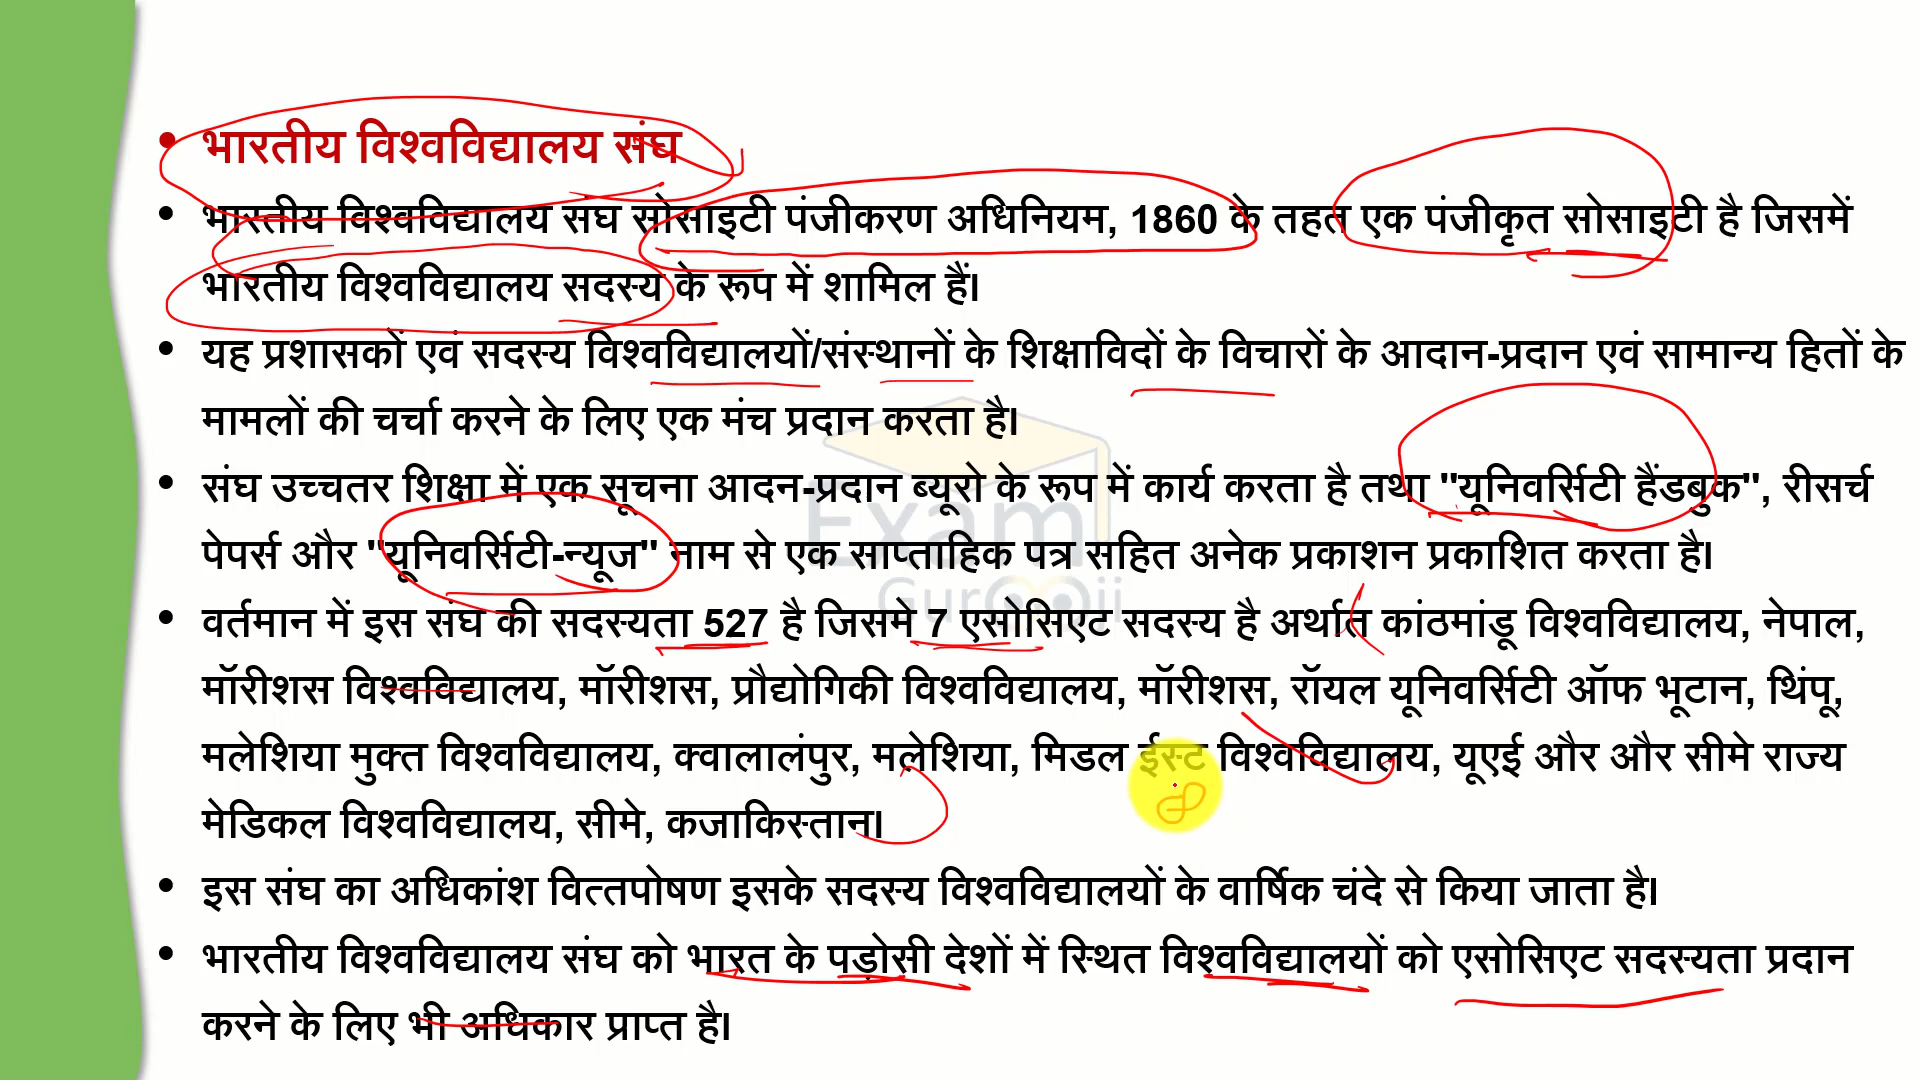 भारतीय विश्वविद्यालय संघ
भारतीय विश्वविद्यालय संघ सोसाइटी पंजीकरण अधिनियम, 1860 के तहत एक पंजीकृत सोसाइटी है जिसमें
भारतीय विश्वविद्यालय सदस्य के रूप में शामिल हैं।
यह प्रशासकों एवं सदस्य विश्वविद्यालयों/संस्थानों के शिक्षाविदों के विचारों के आदान-प्रदान एवं सामान्य हितों के
मामलों की चर्चा करने के लिए एक मंच प्रदान करता है।
संघ उच्चतर शिक्षा में एक सूचना आदन-प्रदान ब्यूरो के रूप में कार्य करता है तथा "यूनिवर्सिटी हैंडबुक", रीसर्च
पेपर्स और "यूनिवर्सिटी-न्यूज" नाम से एक साप्ताहिक पत्र सहित अनेक प्रकाशन प्रकाशित करता है।
वर्तमान में इस संघ की सदस्यता 527 है जिसमे 7 एसोसिएट सदस्य है अर्थात कांठमांडू विश्वविद्यालय, नेपाल,
मॉरीशस विश्वविद्यालय, मॉरीशस, प्रौद्योगिकी विश्वविद्यालय, मॉरीशस, रॉयल यूनिवर्सिटी ऑफ भूटान, थिंपू,
मलेशिया मुक्त विश्वविद्यालय, क्वालालंपुर, मलेशिया, मिडल ईस्ट विश्वविद्यालय, यूएई और और सीमे राज्य
मेडिकल विश्वविद्यालय, सीमे, कजाकिस्तान।
इस संघ का अधिकांश वित्तपोषण इसके सदस्य विश्वविद्यालयों के वार्षिक चंदे से किया जाता है।
भारतीय विश्वविद्यालय संघ को भारत के पड़ोसी देशों में स्थित विश्वविद्यालयों को एसोसिएट सदस्यता प्रदान
करने के लिए भी अधिकार प्राप्त है।
Exam
Gurooji